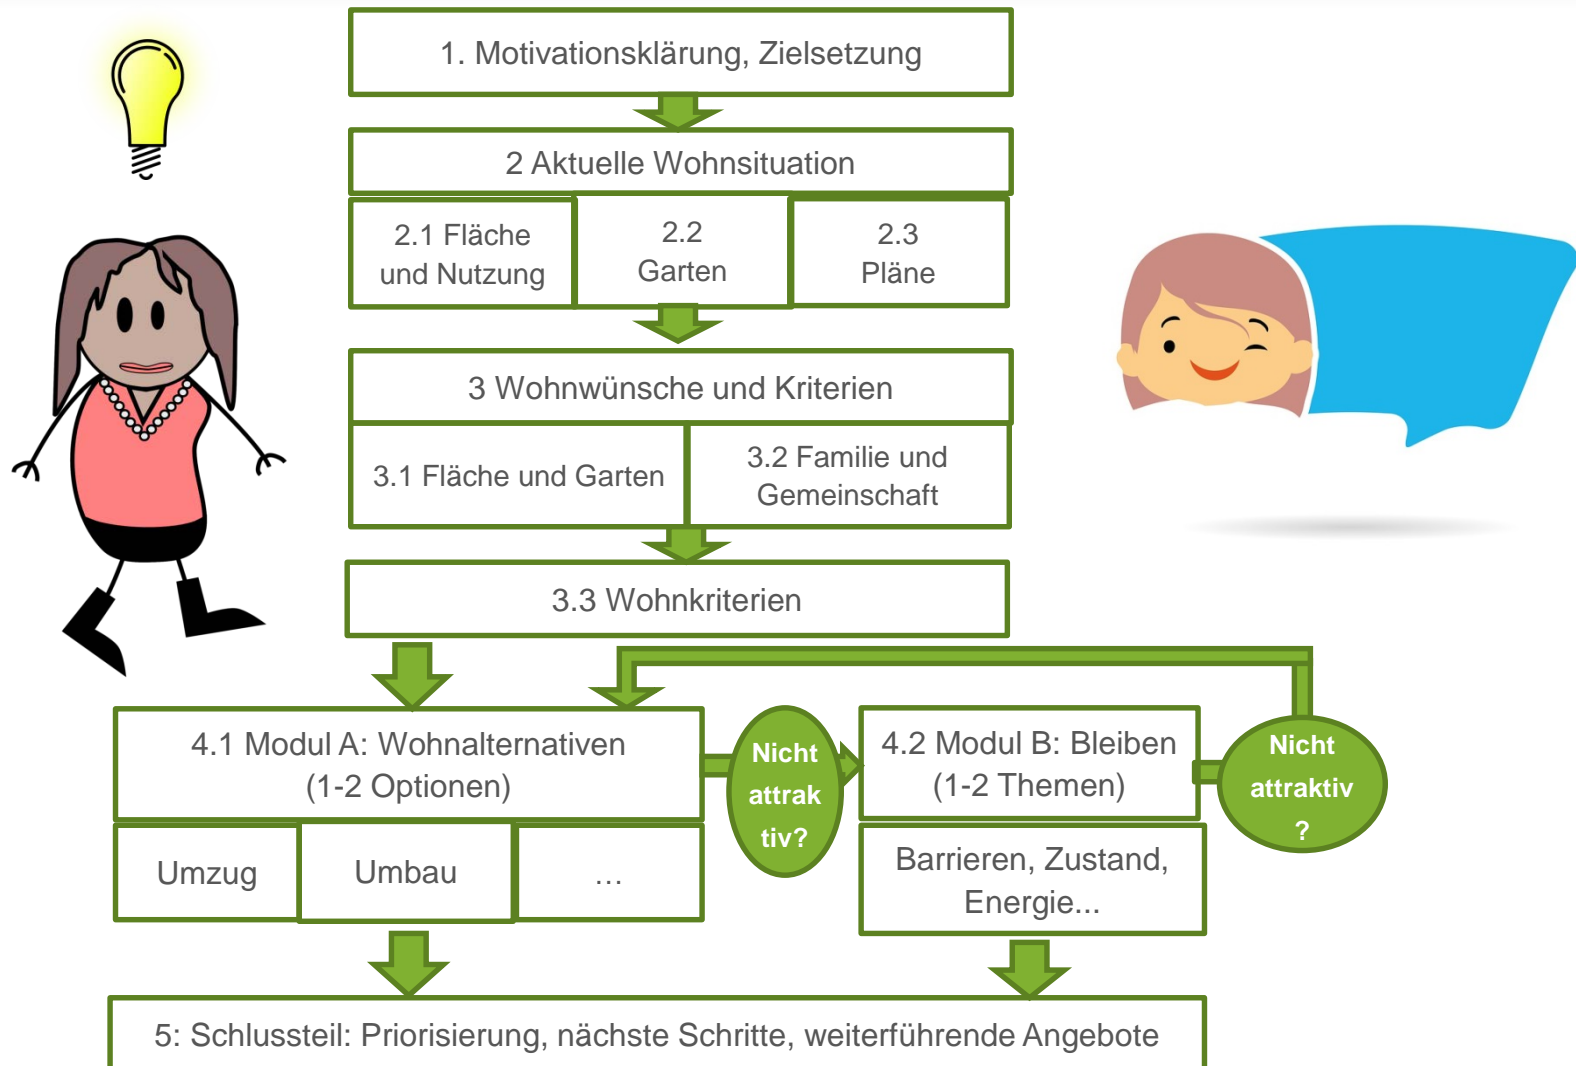 1. Motivationsklärung, Zielsetzung
2 Aktuelle Wohnsituation
2.1 Fläche
und Nutzung
2.2
Garten
2.3
Pläne
3 Wohnwünsche und Kriterien
3.1 Fläche und Garten
3.2 Familie und
Gemeinschaft
3.3 Wohnkriterien
4.1 Modul A: Wohnalternativen
(1-2 Optionen)
Nicht
attrak
tiv?
4.2 Modul B: Bleiben
(1-2 Themen)
Nicht
attraktiv
?
Umzug
Umbau
...
Barrieren, Zustand,
Energie...
5: Schlussteil: Priorisierung, nächste Schritte, weiterführende Angebote